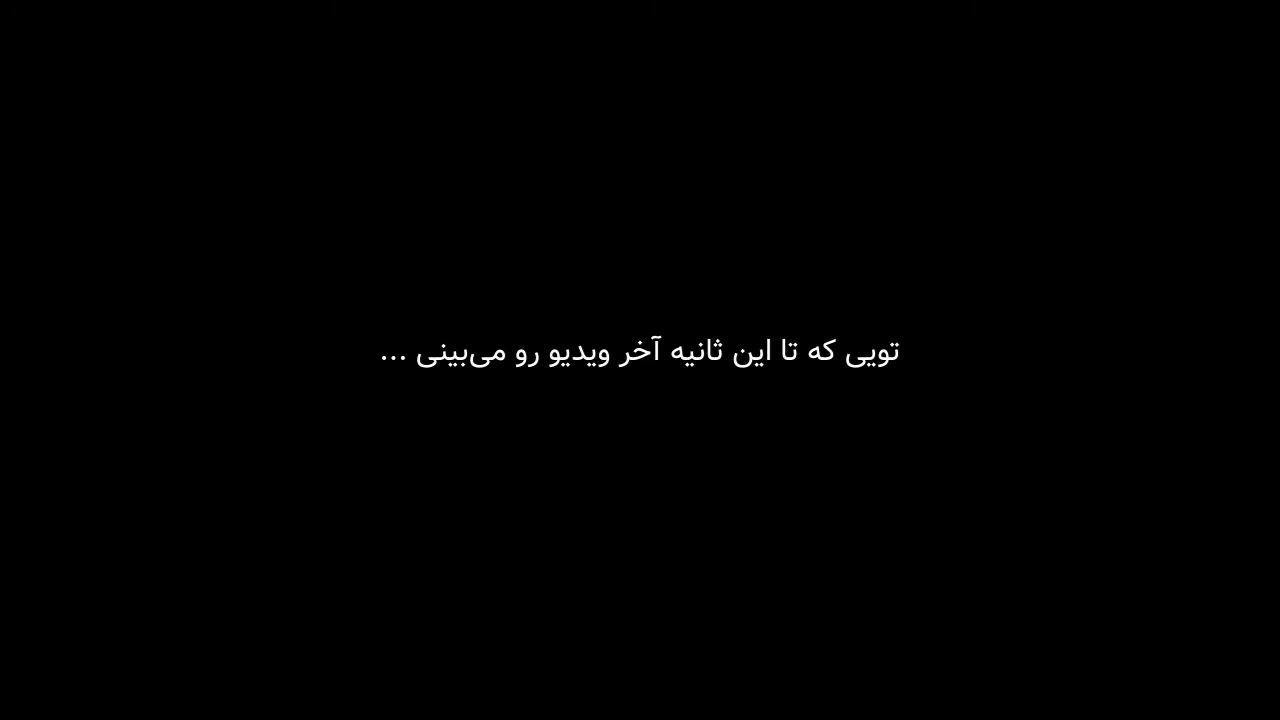 تویی که تا این ثانیه آخر ویدیو رو می‌بینی ...